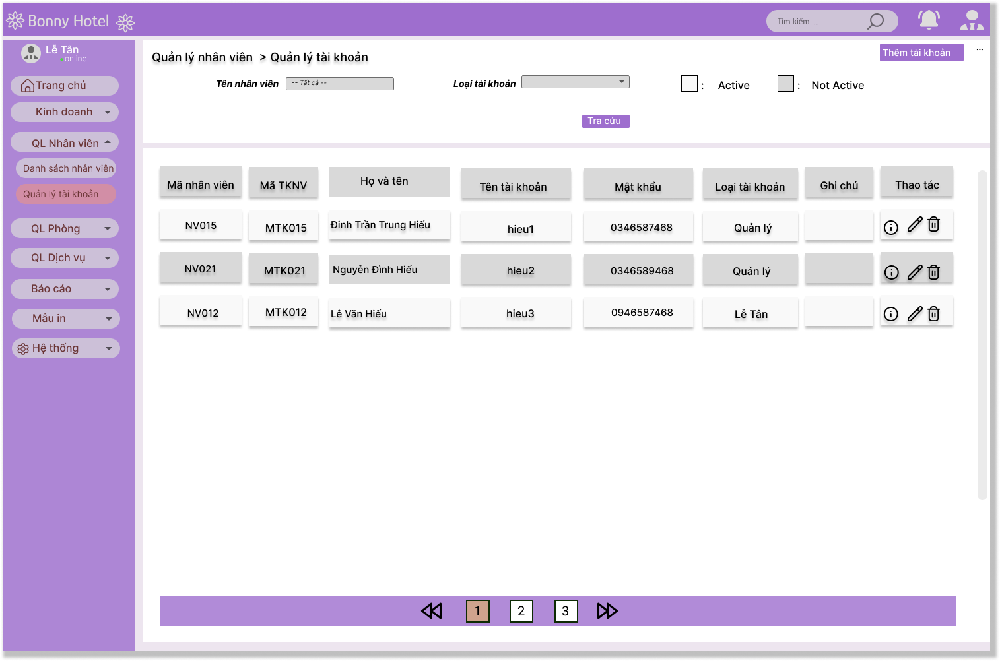 Bonny Hotel
Tìm kiếm ....
Lễ Tân
online
Trang chủ
Kinh doanh
QL Nhân viên
Danh sách nhân viên
Quản lý tài khoản
QL Phòng
QL Dịch vụ
Báo cáo
Mẫu in
Hệ thống
Quản lý nhân viên > Quản lý tài khoản
Thêm tài khoản
...
Tên nhân viên -- Tất cả --
Loại tài khoản
: Active
: Not Active
Tra cứu
Mã nhân viên Mã TKNV Họ và tên Tên tài khoản Mật khẩu Loại tài khoản Ghi chú Thao tác
NV015 MTK015 Đinh Trần Trung Hiếu hieu1 0346587468 Quản lý
NV021 MTK021 Nguyễn Đình Hiếu hieu2 0346589468 Quản lý
NV012 MTK012 Lê Văn Hiếu hieu3 0946587468 Lễ Tân
1 2 3